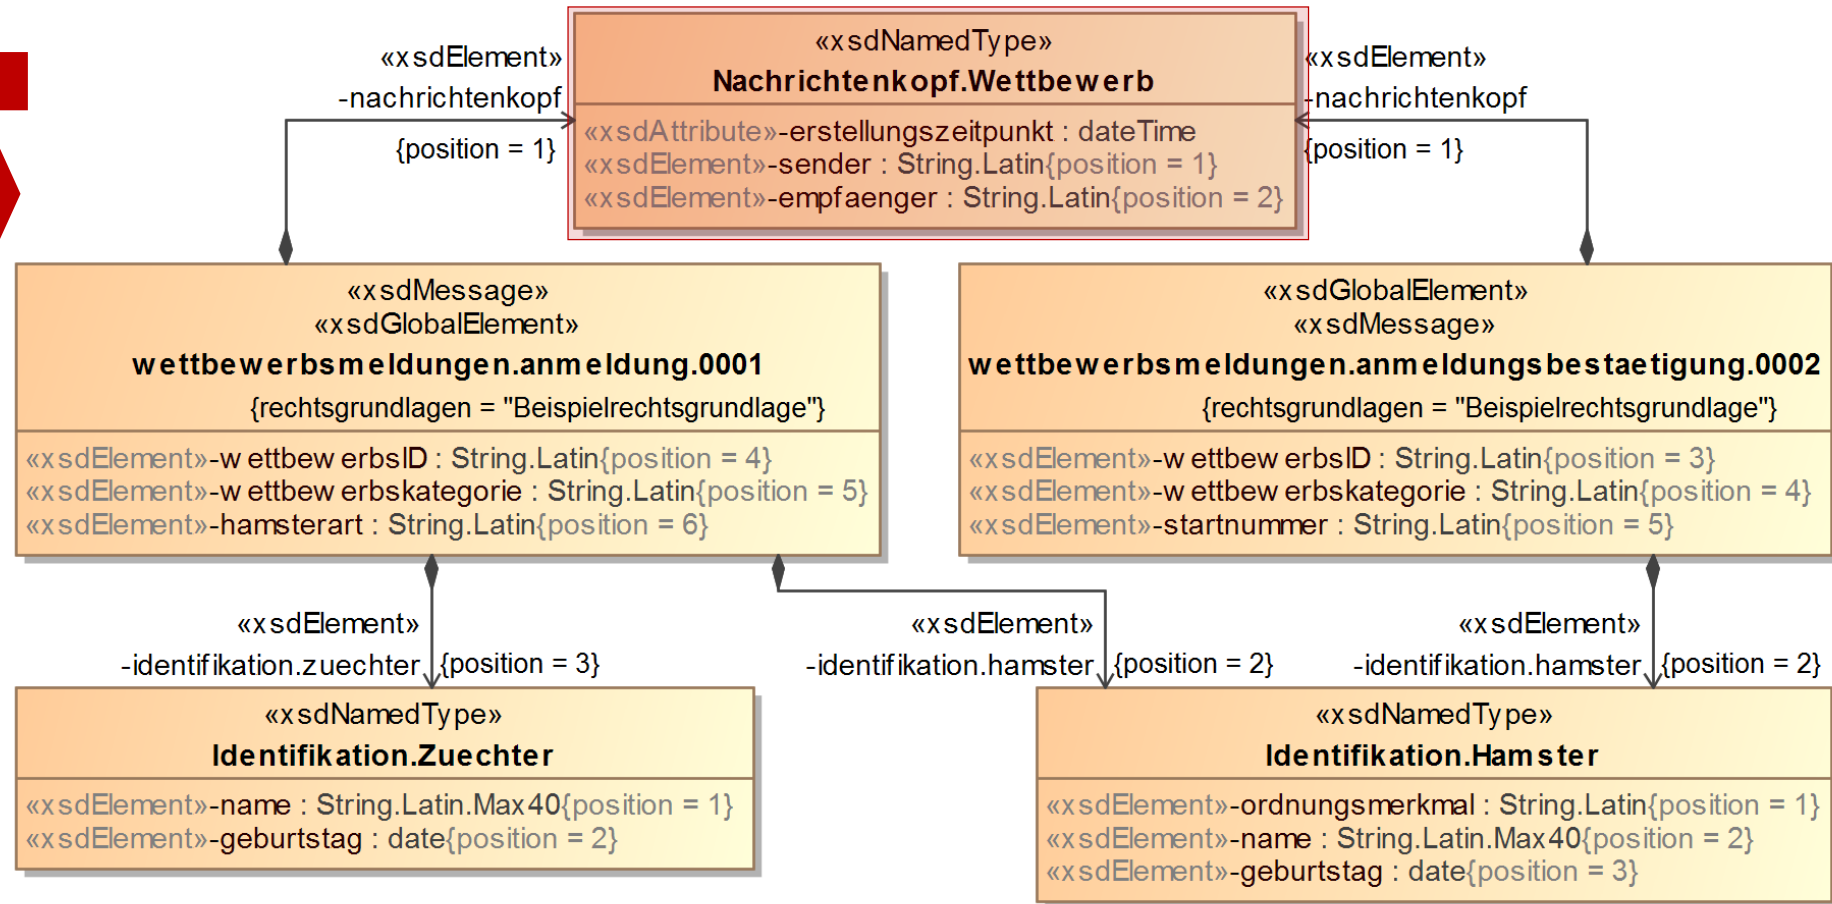 «xsdElement»
-nachrichtenkopf
{position = 1}
«xsdNamedType»
Nachrichtenkopf.Wettbewerb
«xsdAttribute»-erstellungszeitpunkt : dateTime
«xsdElement»-sender : String.Latin{position = 1}
«xsdElement»-empfaenger : String.Latin{position = 2}
«xsdElement»
-nachrichtenkopf
{position = 1}
«xsdMessage»
«xsdGlobalElement»
wettbewerbsmeldungen.anmeldung.0001
{rechtsgrundlagen = "Beispielrechtsgrundlage"}
«xsdElement»-wettbewerbsID : String.Latin{position = 4}
«xsdElement»-wettbewerbskategorie : String.Latin{position = 5}
«xsdElement»-hamsterart : String.Latin{position = 6}
«xsdGlobalElement»
«xsdMessage»
wettbewerbsmeldungen.anmeldungsbestaetigung.0002
{rechtsgrundlagen = "Beispielrechtsgrundlage"}
«xsdElement»-wettbewerbsID : String.Latin{position = 3}
«xsdElement»-wettbewerbskategorie : String.Latin{position = 4}
«xsdElement»-startnummer : String.Latin{position = 5}
«xsdElement»
-identifikation.zuechter
{position = 3}
«xsdElement»
-identifikation.hamster
{position = 2}
«xsdElement»
-identifikation.hamster
{position = 2}
«xsdNamedType»
Identifikation.Zuechter
«xsdElement»-name : String.Latin.Max40{position = 1}
«xsdElement»-geburtstag : date{position = 2}
«xsdNamedType»
Identifikation.Hamster
«xsdElement»-ordnungsmerkmal : String.Latin{position = 1}
«xsdElement»-name : String.Latin.Max40{position = 2}
«xsdElement»-geburtstag : date{position = 3}